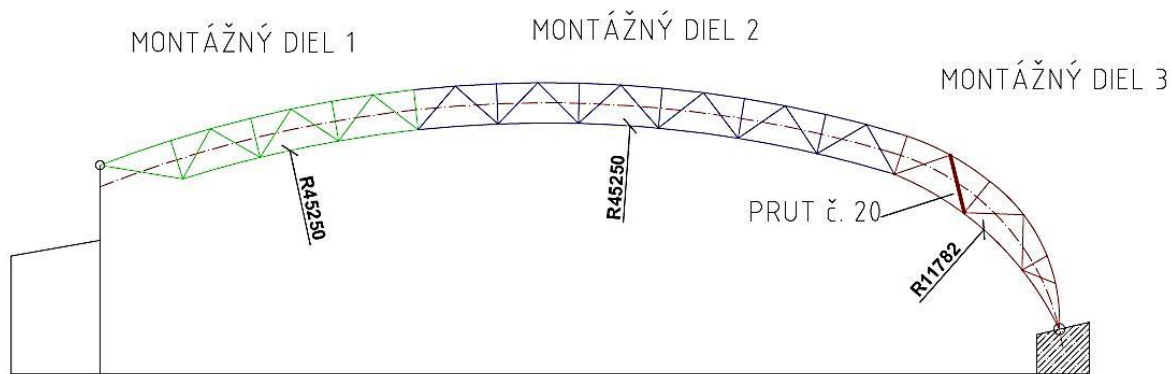 MONTÁŽNÝ DIEL 1
MONTÁŽNÝ DIEL 2
MONTÁŽNÝ DIEL 3
R45250
R45250
PRUT č. 20
R11782